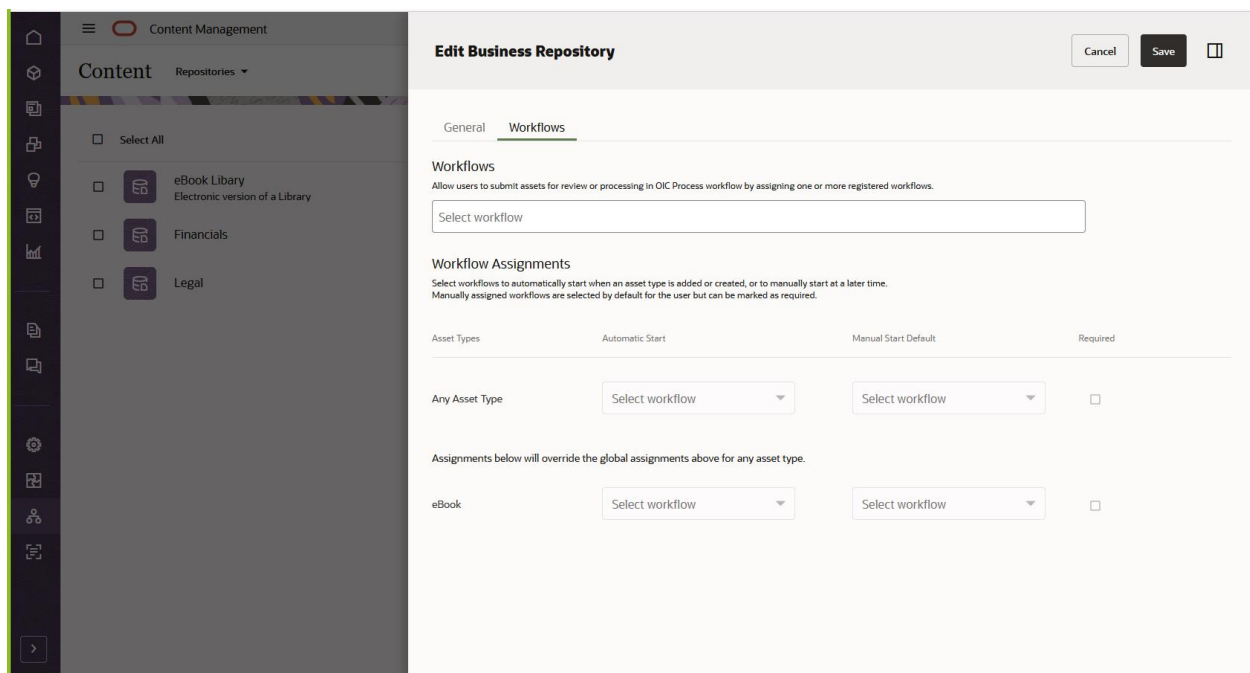 Content Management
Content Repositories
Select All
eBook Libary
Electronic version of a Library
Financials
Legal
Edit Business Repository
Cancel Save
General Workflows
Workflows
Allow users to submit assets for review or processing in OIC Process workflow by assigning one or more registered workflows.
Select workflow
Workflow Assignments
Select workflows to automatically start when an asset type is added or created, or to manually start at a later time.
Manually assigned workflows are selected by default for the user but can be marked as required.
Asset Types Automatic Start Manual Start Default Required
Any Asset Type Select workflow Select workflow
Assignments below will override the global assignments above for any asset type.
eBook Select workflow Select workflow